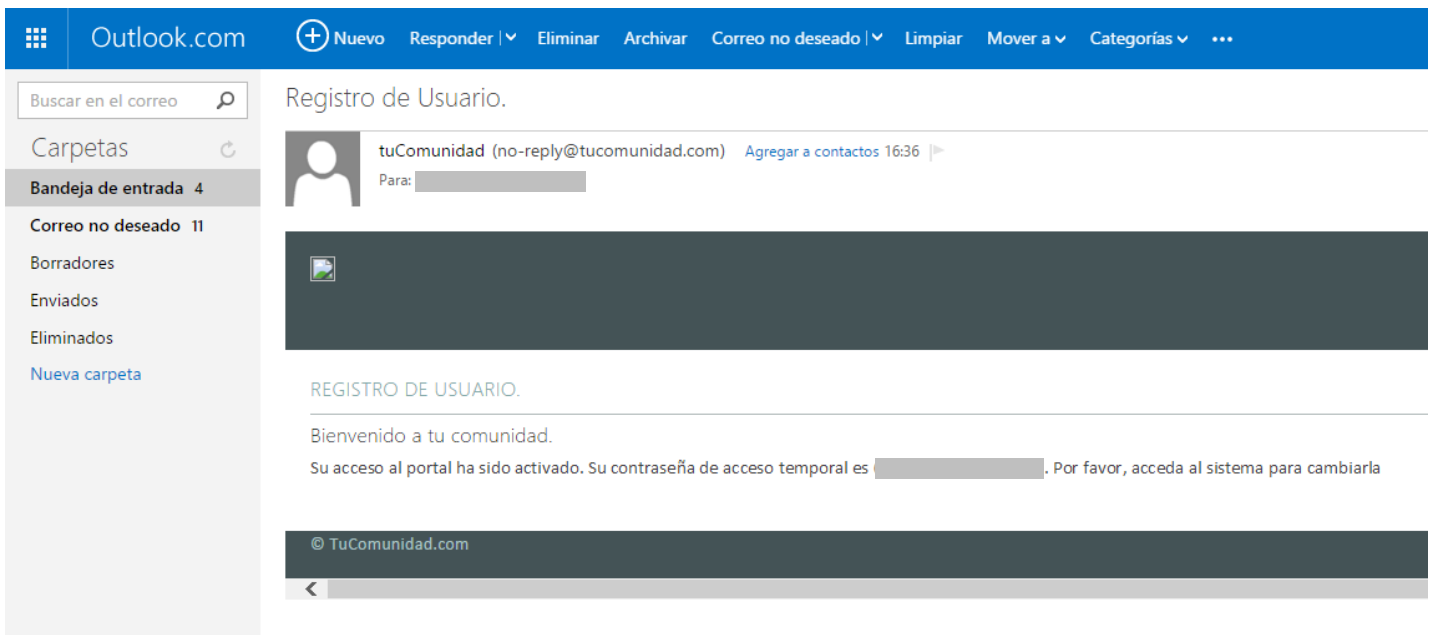 Outlook.com
Nuevo Responder Eliminar Archivar Correo no deseado Limpiar Mover a Categorías •••
Buscar en el correo
Carpetas
Bandeja de entrada 4
Correo no deseado 11
Borradores
Enviados
Eliminados
Nueva carpeta
Registro de Usuario.
tuComunidad (no-reply@tucomunidad.com) Agregar a contactos 16:36
Para:
REGISTRO DE USUARIO.
Bienvenido a tu comunidad.
Su acceso al portal ha sido activado. Su contraseña de acceso temporal es . Por favor, acceda al sistema para cambiarla
© TuComunidad.com